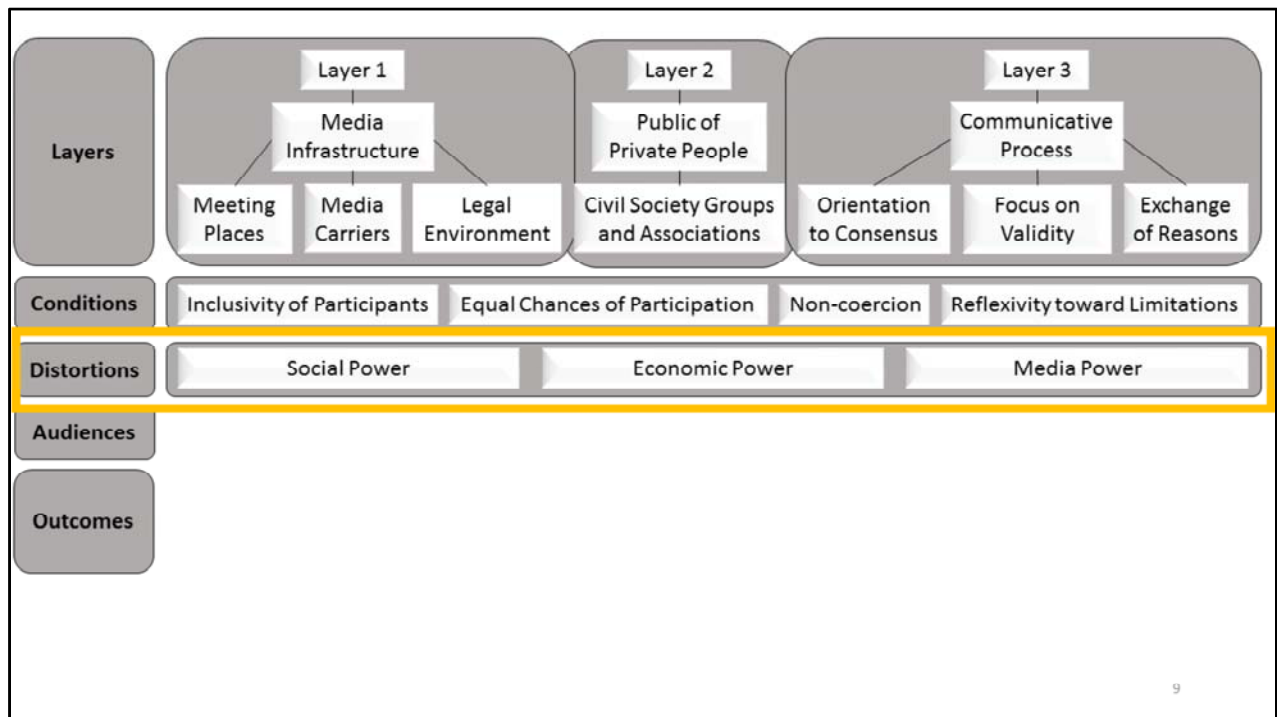 Layers
Layer 1
Media
Infrastructure
Meeting
Places
Media
Carriers
Legal
Environment
Layer 2
Public of
Private People
Civil Society Groups
and Associations
Layer 3
Communicative
Process
Orientation
to Consensus
Focus on
Validity
Exchange
of Reasons
Conditions
Inclusivity of Participants
Equal Chances of Participation
Non-coercion
Reflexivity toward Limitations
Distortions
Social Power
Economic Power
Media Power
Audiences
Outcomes
9